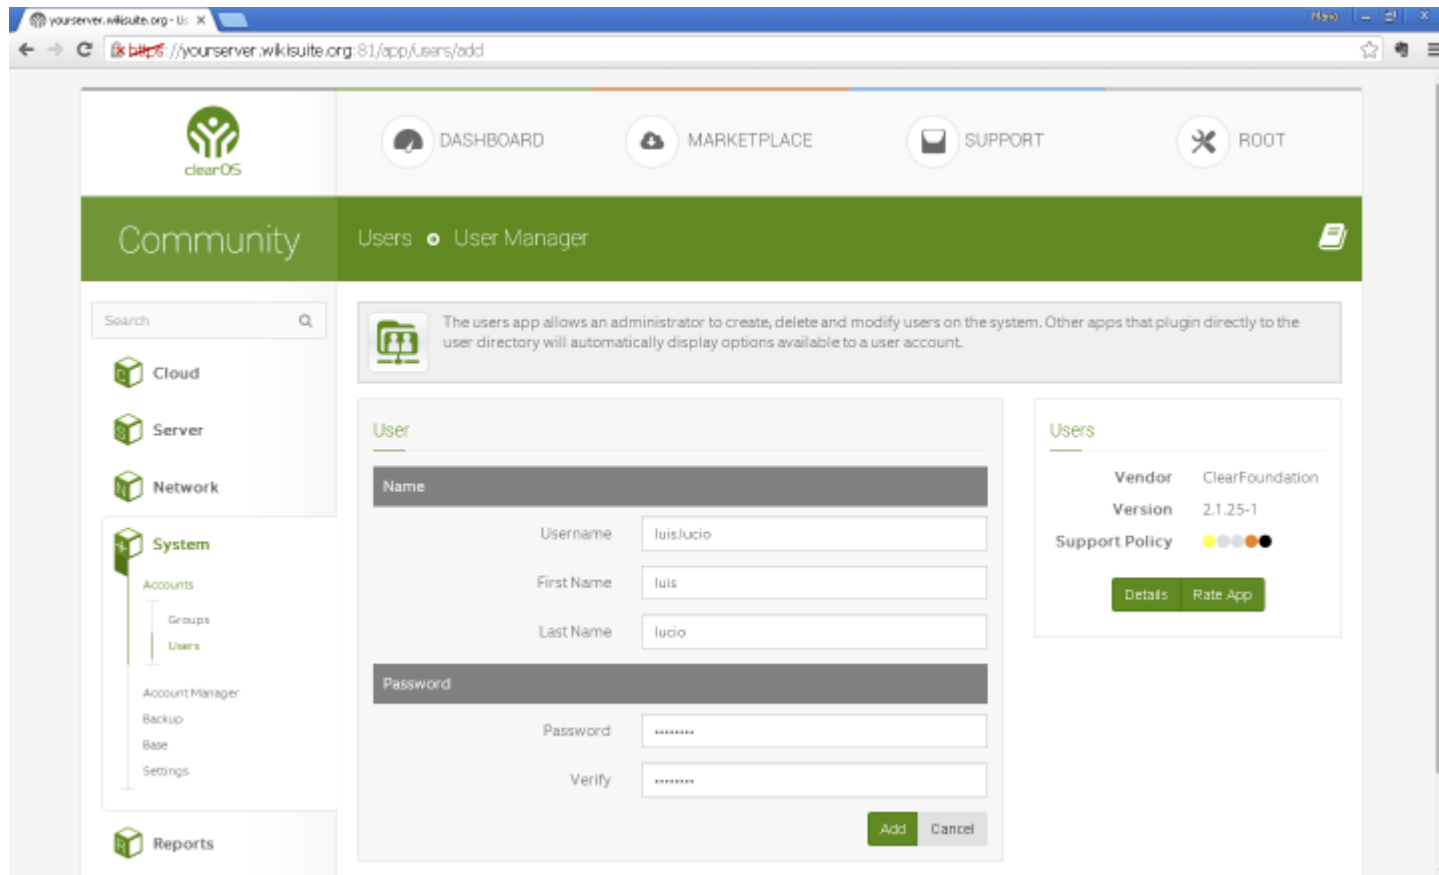 yourserver.wikisuite.org - Us
https://yourserver.wikisuite.org:81/app/users/add
clearOS
DASHBOARD
MARKETPLACE
SUPPORT
ROOT
Community
Users
User Manager
Search
Cloud
Server
Network
System
Accounts
Groups
Users
Account Manager
Backup
Base
Settings
Reports
The users app allows an administrator to create, delete and modify users on the system. Other apps that plugin directly to the
user directory will automatically display options available to a user account.
User
Name
Username luis.lucio
First Name luis
Last Name lucio
Password
Password ••••••••
Verify ••••••••
Add Cancel
Users
Vendor ClearFoundation
Version 2.1.25-1
Support Policy
Details Rate App